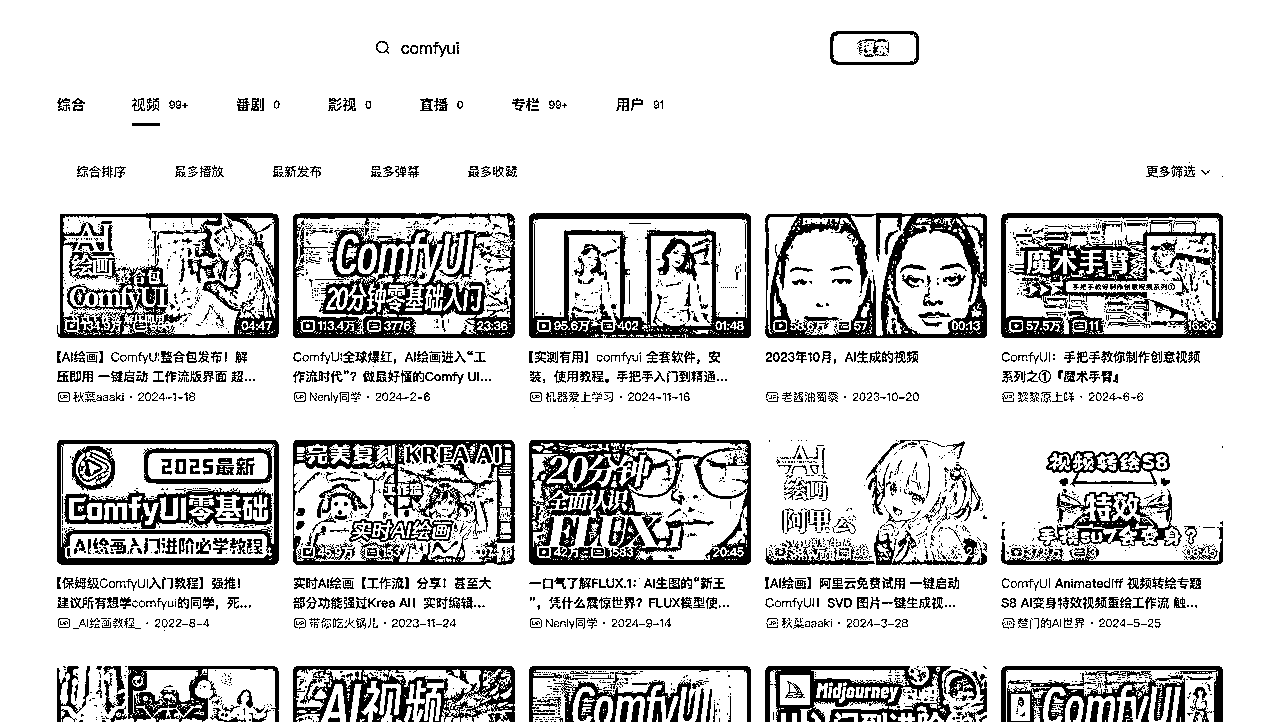 comfyui
搜索
综合 视频 99+ 番剧 0 影视 0 直播 0 专栏 99+ 用户 91
综合排序 最多播放 最新发布 最多弹幕 最多收藏 更多筛选
AI
绘画
整合包
ComfyUI
04:47
ComfyUI
20分钟零基础入门
113.4万 3776 23:36
95.6万 402 01:48
57 00:13
魔术手臂
手把手教你制作创意视频系列①
57.5万 11 16:36
【AI绘画】ComfyUI整合包发布！解
压即用 一键启动 工作流版界面 超...
秋葉aaaki · 2024-1-18
ComfyUI全球爆红，AI绘画进入“工
作流时代”？做最好懂的Comfy UI...
Nenly同学 · 2024-2-6
【实测有用】comfyui 全套软件，安
装，使用教程。手把手入门到精通...
机器爱上学习 · 2024-11-16
2023年10月，AI生成的视频
老酱油蜀黍 · 2023-10-20
ComfyUI：手把手教你制作创意视频
系列之①『魔术手臂』
· 2024-6-6
2025最新
ComfyUI零基础
AI绘画入门进阶必学教程
完美复刻 KREA AI
工作流
实时AI绘画
20分钟
全面认识
FLUX.1
42万 1583 20:45
AI
绘画
阿里云
视频转绘S8
特效
手搓SU7会变身？
【保姆级ComfyUI入门教程】强推！
建议所有想学comfyui的同学，死...
_AI绘画教程_ · 2022-8-4
实时AI绘画【工作流】分享！甚至大
部分功能强过Krea AI！ 实时编辑...
带你吃火锅儿 · 2023-11-24
一口气了解FLUX.1：AI生图的“新王
”，凭什么震惊世界？FLUX模型使...
Nenly同学 · 2024-9-14
【AI绘画】阿里云免费试用 一键启动
ComfyUI！ SVD 图片一键生成视...
秋葉aaaki · 2024-3-28
ComfyUI Animatediff 视频转绘专题
S8 AI变身特效视频重绘工作流 触...
楚门的AI世界 · 2024-5-25
AI视频
ComfyUI
Midjourney
AI入门到进阶
ComfyUI